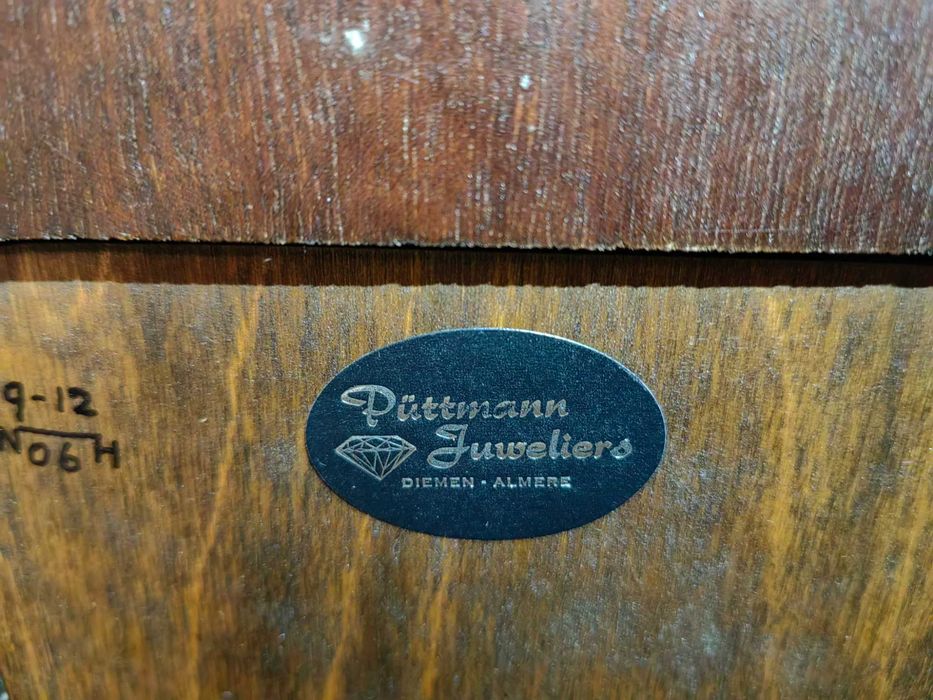 9-12
N06H
Püttmann
Juweliers
DIEMEN · ALMERE